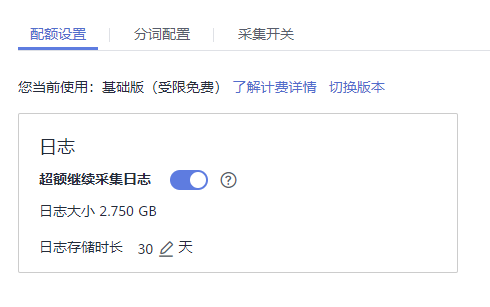 配额设置 分词配置 采集开关
您当前使用：基础版（受限免费） 了解计费详情 切换版本
日志
超额继续采集日志 ?
日志大小 2.750 GB
日志存储时长 30 天